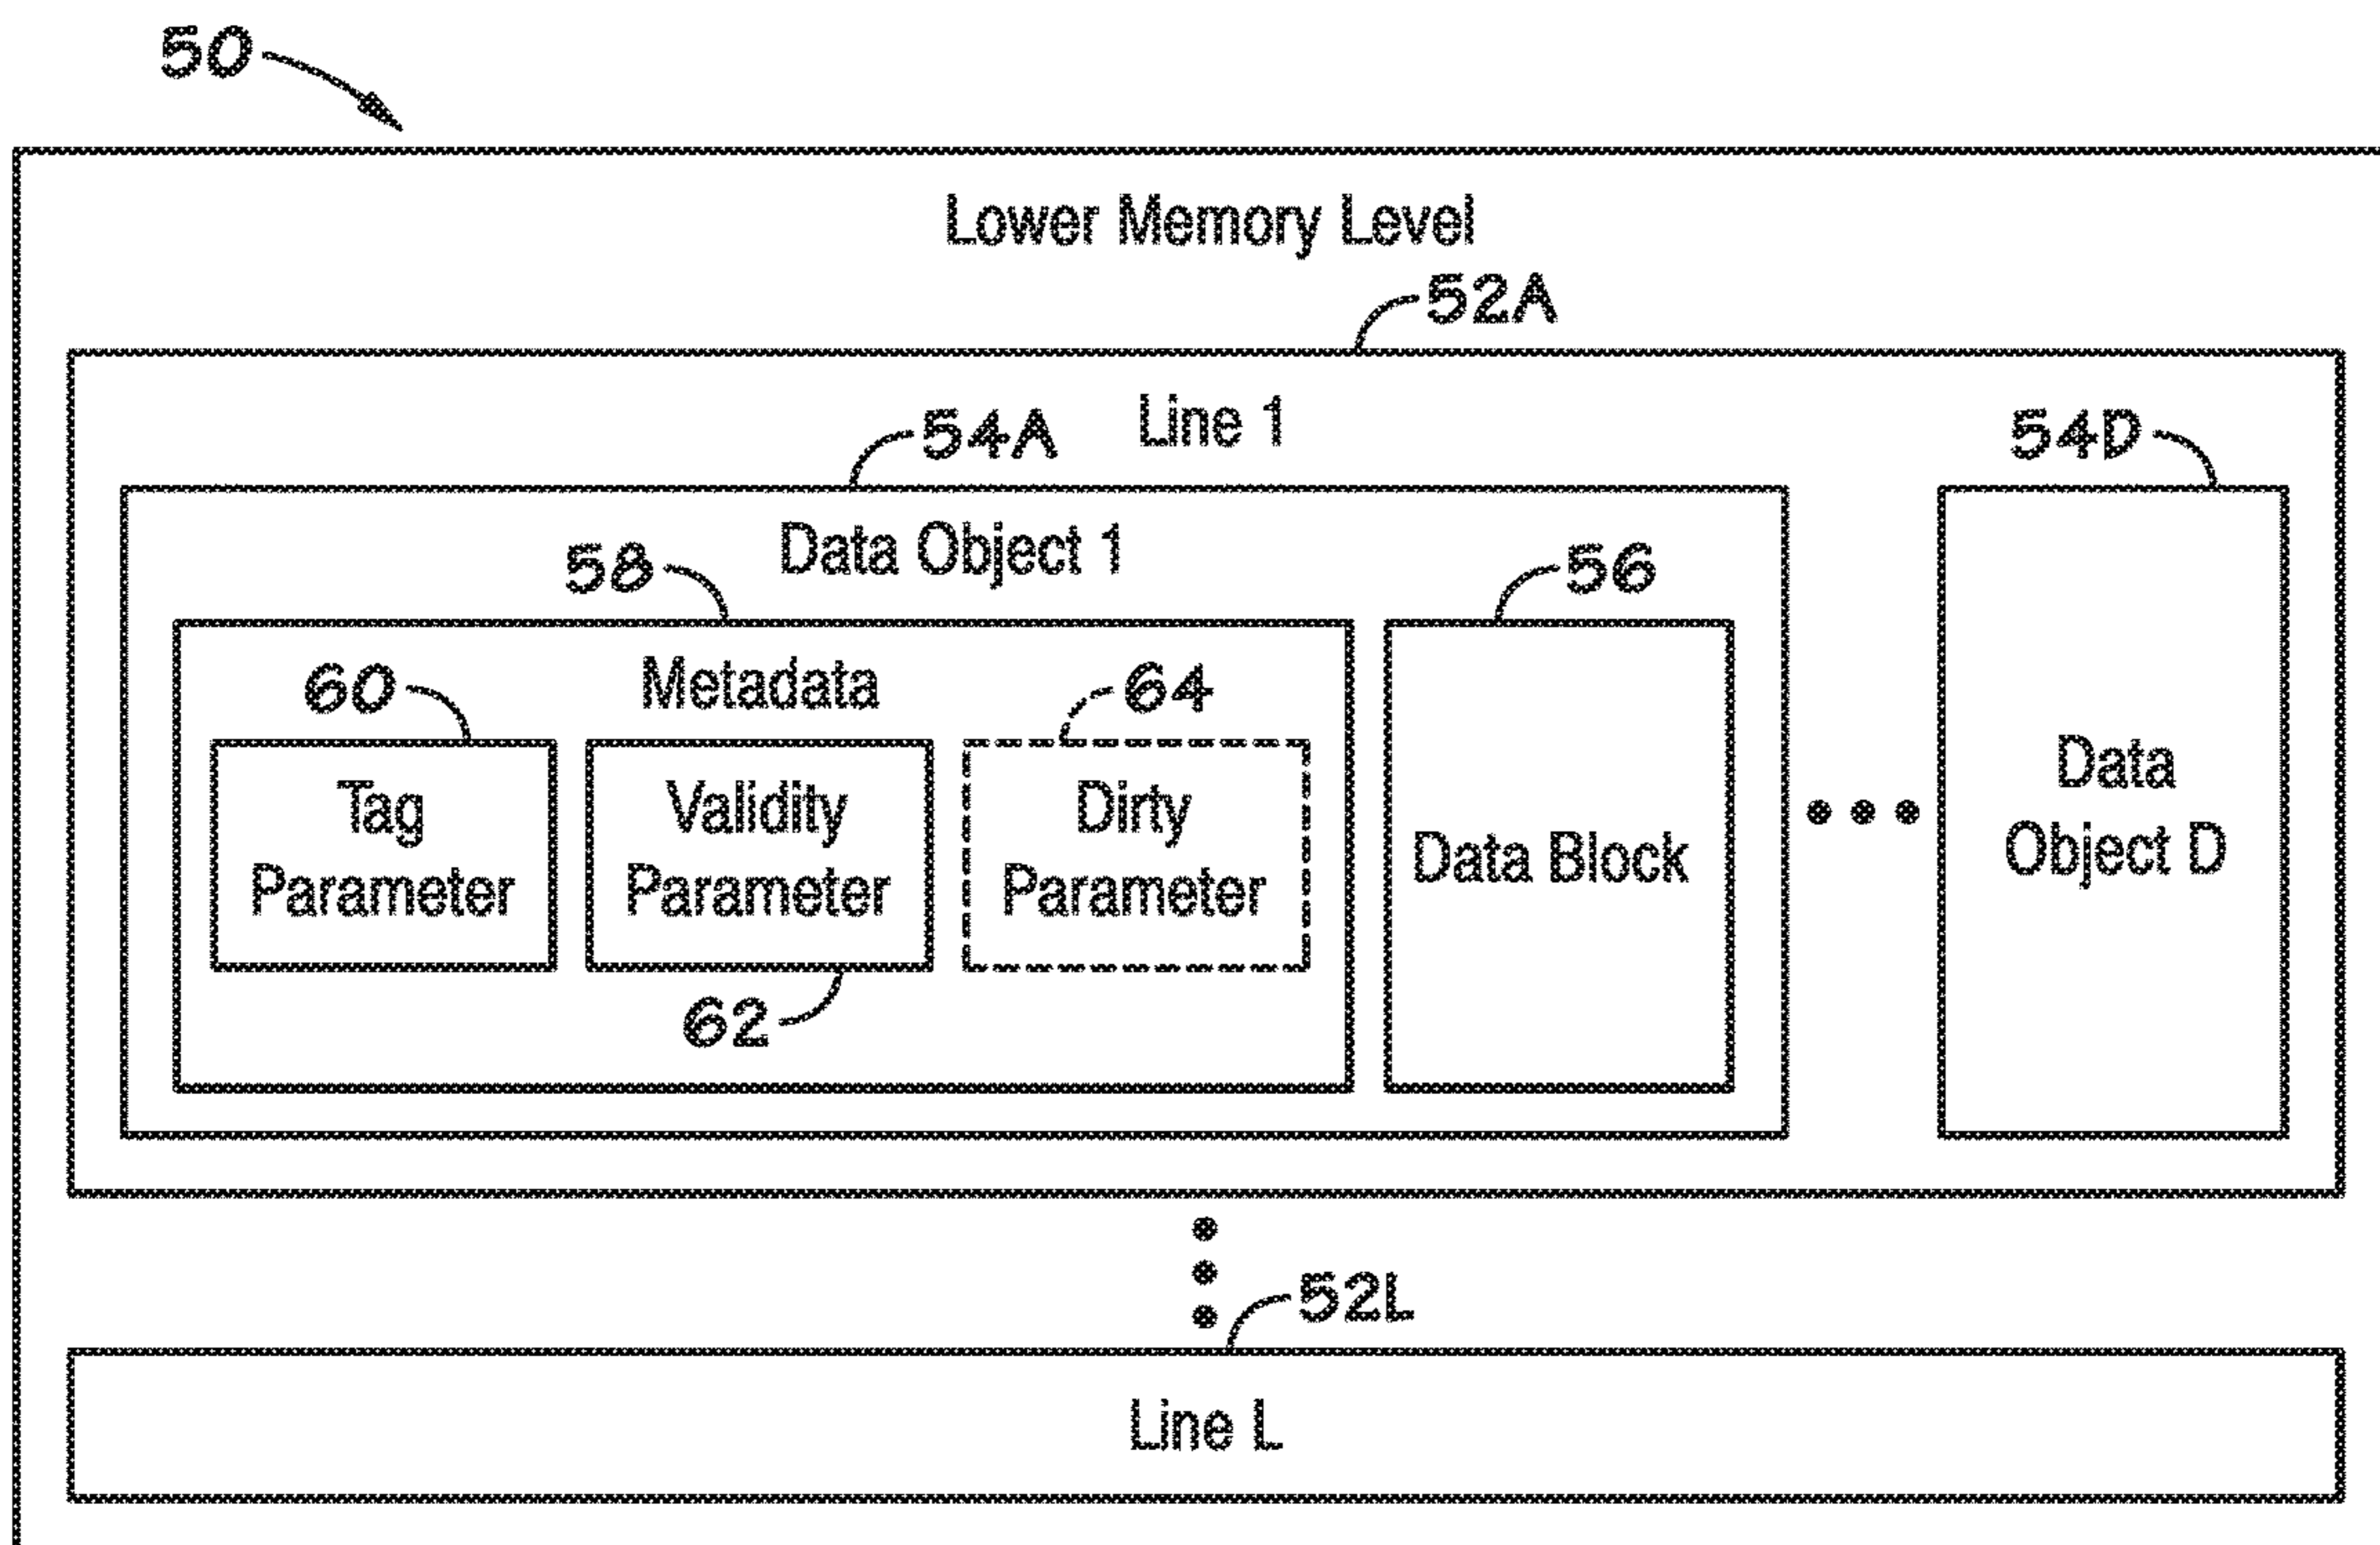 50
Lower Memory Level
52A
54A
Line 1
54D
58
Data Object 1
56
60
Metadata
64
Tag
Parameter
Validity
Parameter
Dirty
Parameter
62
Data Block
Data
Object D
52L
Line L